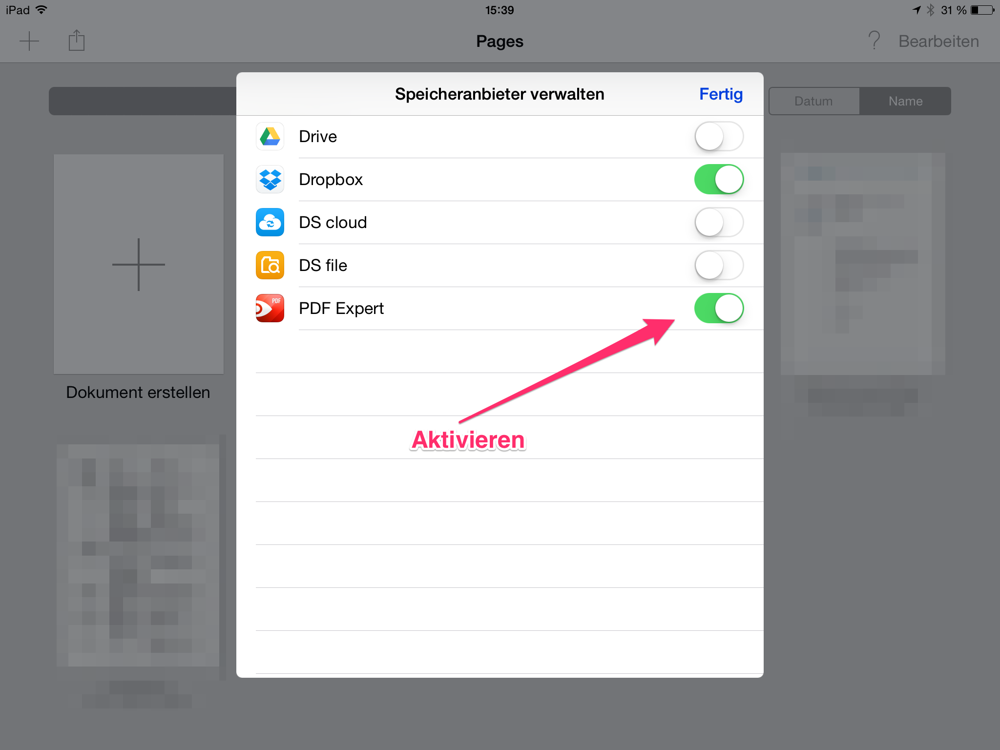 iPad 15:39 31 %
Pages ? Bearbeiten
Speicheranbieter verwalten Fertig
Datum Name
Drive
Dropbox
DS cloud
DS file
PDF
PDF Expert
Dokument erstellen
Aktivieren